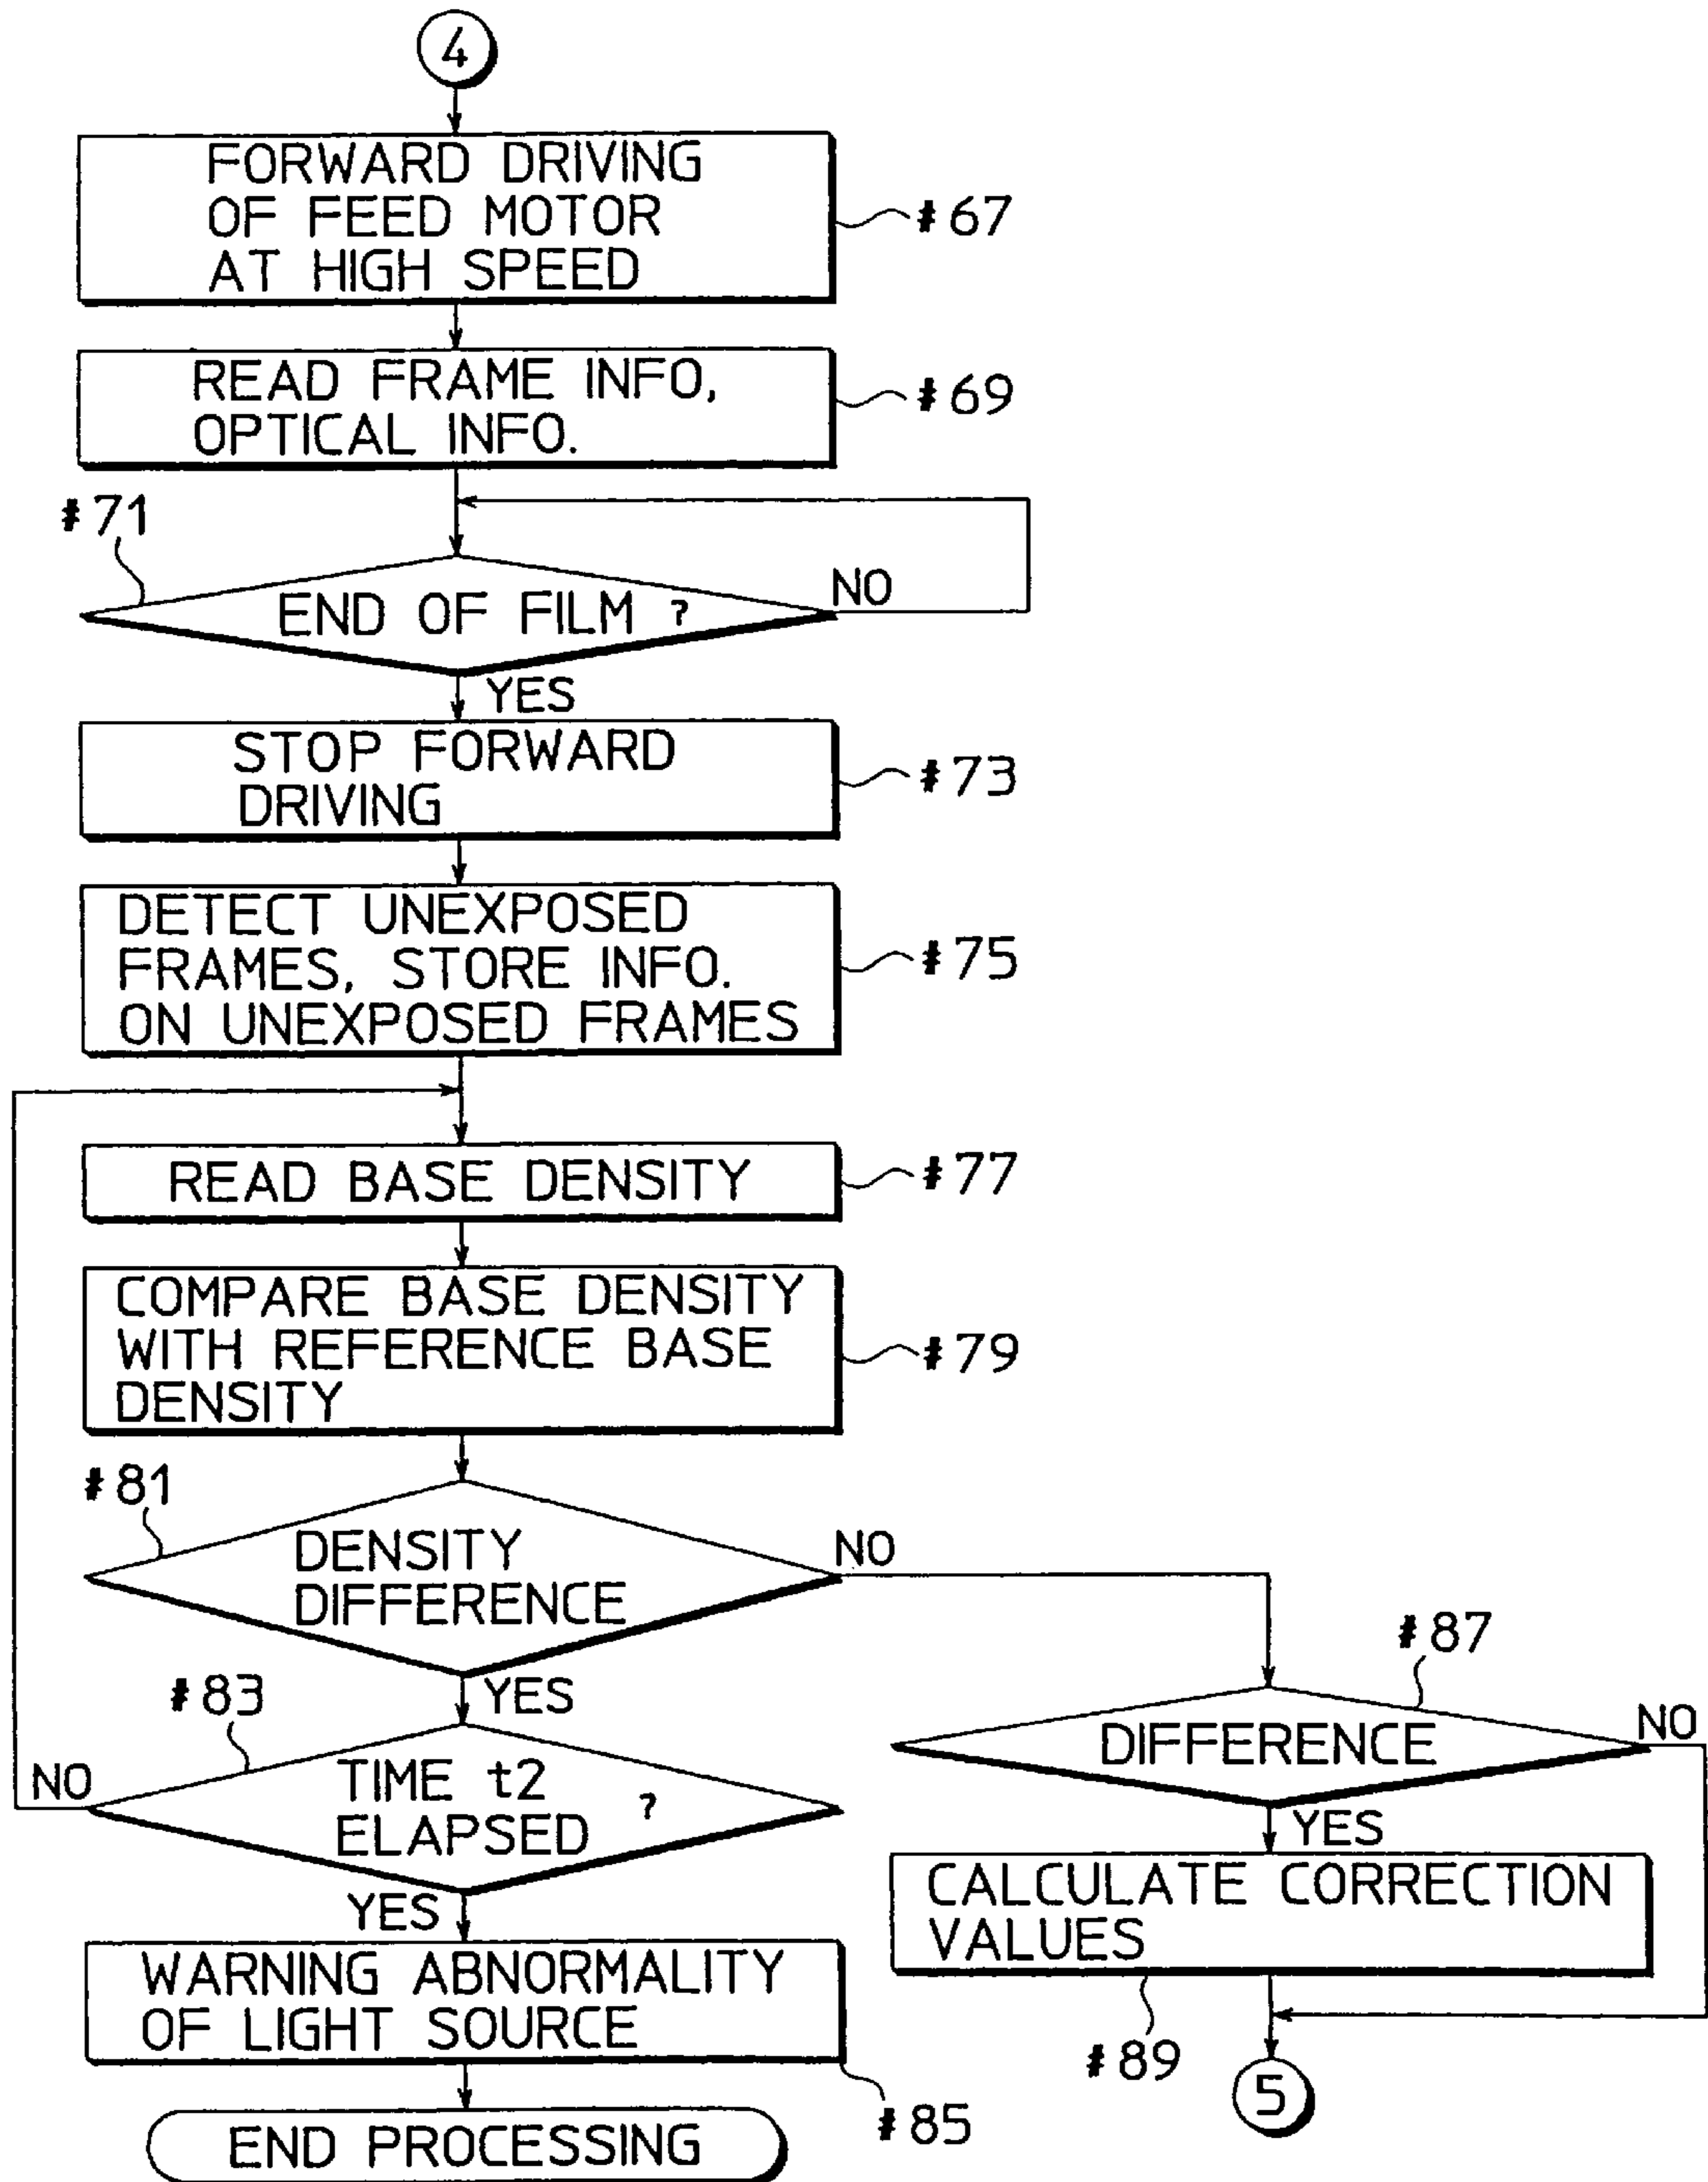 4
FORWARD DRIVING
OF FEED MOTOR
AT HIGH SPEED
#67
READ FRAME INFO,
OPTICAL INFO.
#69
#71
END OF FILM ?
NO
YES
STOP FORWARD
DRIVING
#73
DETECT UNEXPOSED
FRAMES, STORE INFO.
ON UNEXPOSED FRAMES
#75
READ BASE DENSITY
#77
COMPARE BASE DENSITY
WITH REFERENCE BASE
DENSITY
#79
#81
DENSITY
DIFFERENCE
NO
YES
#83
TIME t2
ELAPSED ?
NO
YES
WARNING ABNORMALITY
OF LIGHT SOURCE
#85
END PROCESSING
#87
DIFFERENCE
NO
YES
CALCULATE CORRECTION
VALUES
#89
5